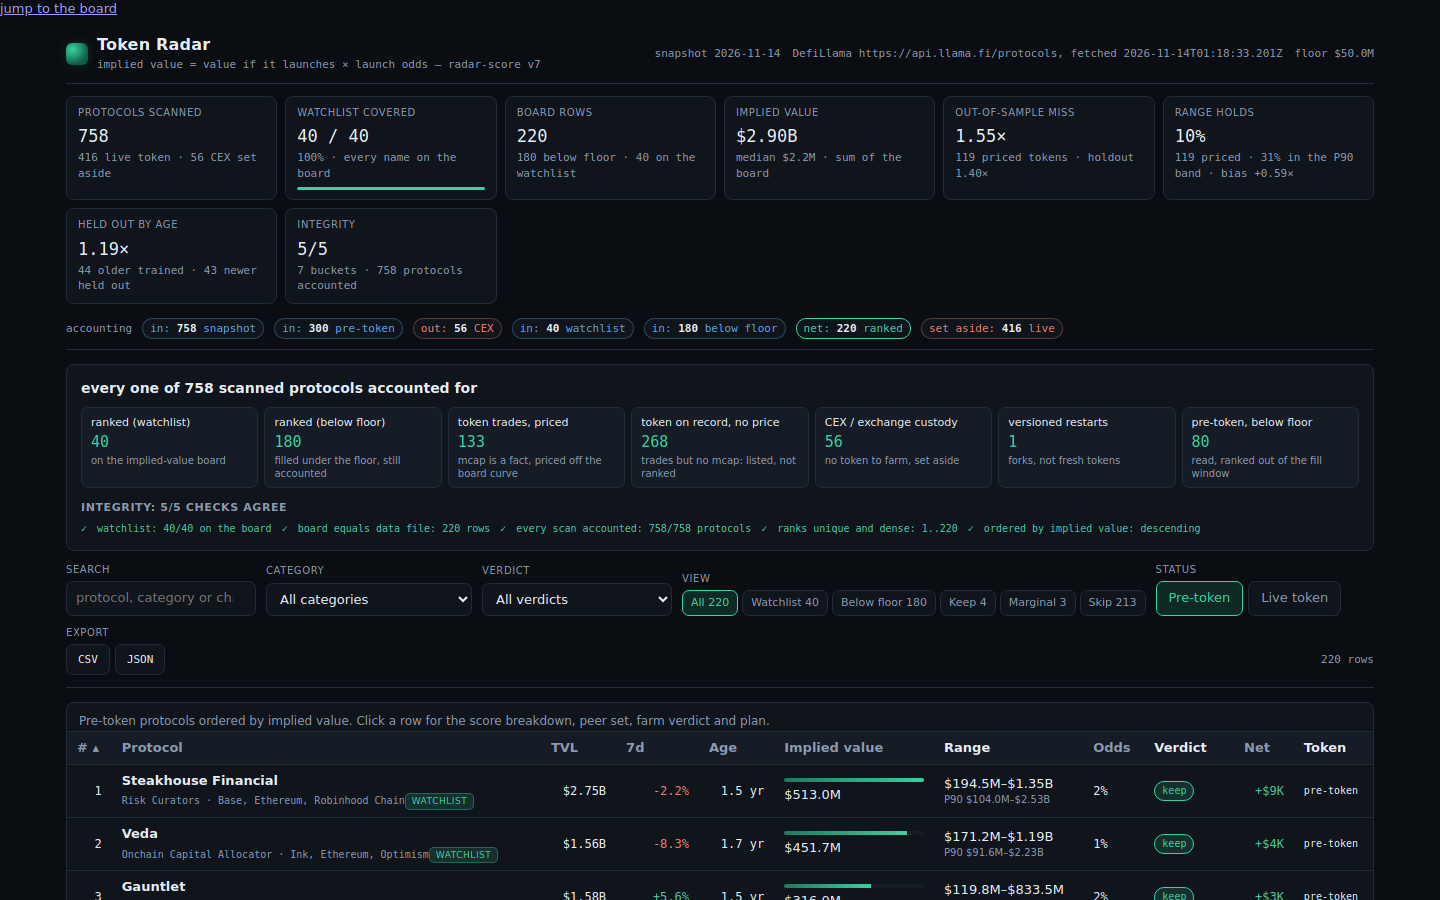 jump to the board
Token Radar
implied value = value if it launches × launch odds — radar-score v7
snapshot 2026-11-14 DefiLlama https://api.llama.fi/protocols, fetched 2026-11-14T01:18:33.201Z floor $50.0M
PROTOCOLS SCANNED
758
416 live token · 56 CEX set
aside
WATCHLIST COVERED
40 / 40
100% · every name on the
board
BOARD ROWS
220
180 below floor · 40 on the
watchlist
IMPLIED VALUE
$2.90B
median $2.2M · sum of the
board
OUT-OF-SAMPLE MISS
1.55×
119 priced tokens · holdout
1.40×
RANGE HOLDS
10%
119 priced · 31% in the P90
band · bias +0.59×
HELD OUT BY AGE
1.19×
44 older trained · 43 newer
held out
INTEGRITY
5/5
7 buckets · 758 protocols
accounted
accounting in: 758 snapshot in: 300 pre-token out: 56 CEX in: 40 watchlist in: 180 below floor net: 220 ranked set aside: 416 live
every one of 758 scanned protocols accounted for
ranked (watchlist)
40
on the implied-value board
ranked (below floor)
180
filled under the floor, still
accounted
token trades, priced
133
mcap is a fact, priced off the
board curve
token on record, no price
268
trades but no mcap: listed, not
ranked
CEX / exchange custody
56
no token to farm, set aside
versioned restarts
1
forks, not fresh tokens
pre-token, below floor
80
read, ranked out of the fill
window
INTEGRITY: 5/5 CHECKS AGREE
✓ watchlist: 40/40 on the board ✓ board equals data file: 220 rows ✓ every scan accounted: 758/758 protocols ✓ ranks unique and dense: 1..220 ✓ ordered by implied value: descending
SEARCH
protocol, category or ch
CATEGORY
All categories
VERDICT
All verdicts
VIEW
All 220 Watchlist 40 Below floor 180 Keep 4 Marginal 3 Skip 213
STATUS
Pre-token Live token
EXPORT
CSV JSON
220 rows
Pre-token protocols ordered by implied value. Click a row for the score breakdown, peer set, farm verdict and plan.
# ▲ Protocol TVL 7d Age Implied value Range Odds Verdict Net Token
1 Steakhouse Financial $2.75B -2.2% 1.5 yr $513.0M $194.5M–$1.35B 2% keep +$9K pre-token
Risk Curators · Base, Ethereum, Robinhood Chain WATCHLIST P90 $104.0M–$2.53B
2 Veda $1.56B -8.3% 1.7 yr $451.7M $171.2M–$1.19B 1% keep +$4K pre-token
Onchain Capital Allocator · Ink, Ethereum, Optimism WATCHLIST P90 $91.6M–$2.23B
3 Gauntlet $1.58B +5.6% 1.5 yr $316.0M $119.8M–$833.5M 2% keep +$3K pre-token